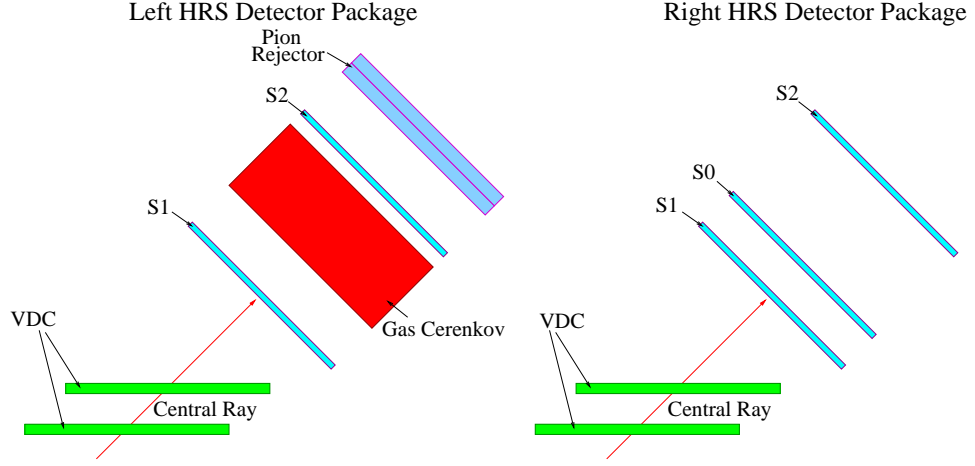 Left HRS Detector Package
Right HRS Detector Package
Pion
Rejector
S2
S1
Gas Cerenkov
VDC
Central Ray
S2
S0
S1
VDC
Central Ray